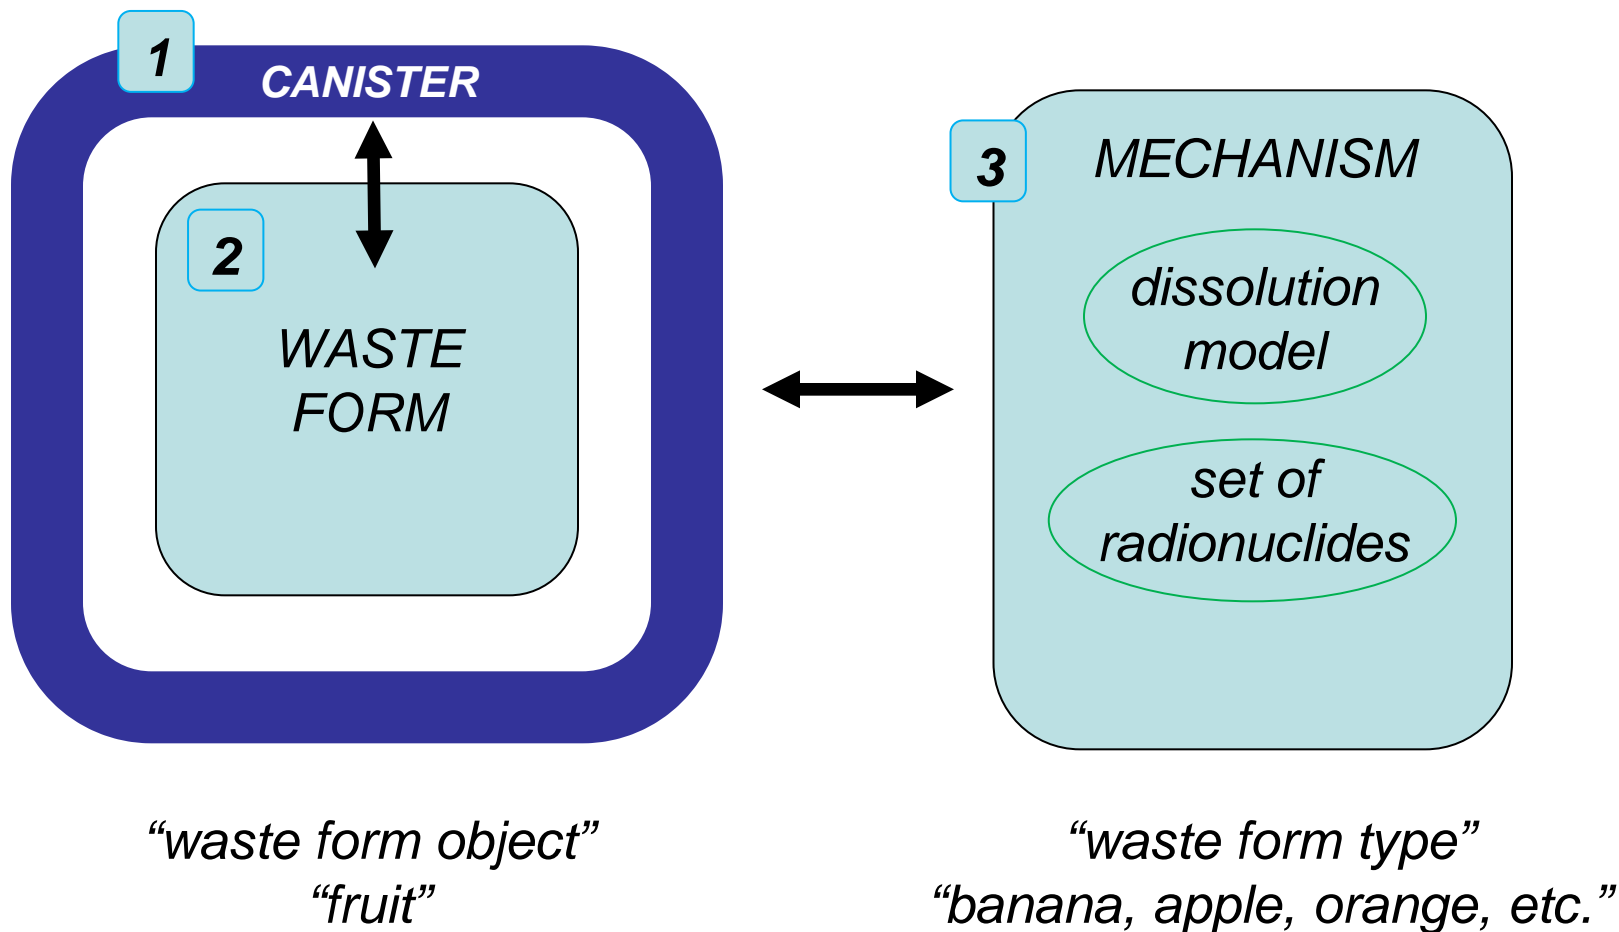 1
CANISTER
2
WASTE
FORM
“waste form object”
“fruit”
3
MECHANISM
dissolution
model
set of
radionuclides
“waste form type”
“banana, apple, orange, etc.”